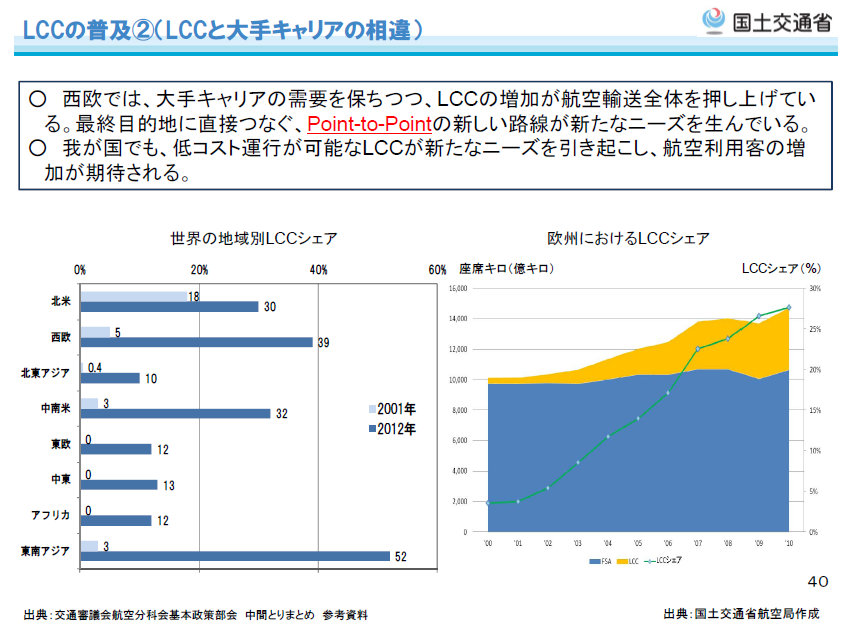 LCCの普及②(LCCと大手キャリアの相違)
国土交通省
○ 西欧では、大手キャリアの需要を保ちつつ、LCCの増加が航空輸送全体を押し上げてい
る。最終目的地に直接つなぐ、Point-to-Pointの新しい路線が新たなニーズを生んでいる。
○ 我が国でも、低コスト運行が可能なLCCが新たなニーズを引き起こし、航空利用客の増
加が期待される。
世界の地域別LCCシェア
0% 20% 40% 60%
北米 18 30
西欧 5 39
北東アジア 0.4 10
中南米 3 32
東欧 0 12
中東 0 13
アフリカ 0 12
東南アジア 3 52
2001年
2012年
欧州におけるLCCシェア
座席キロ(億キロ) LCCシェア(%)
16,000 30%
14,000
25%
12,000
20%
10,000
8,000 15%
6,000
10%
4,000
5%
2,000
0 0%
'00 '01 '02 '03 '04 '05 '06 '07 '08 '09 '10
FSA LCC LCCシェア
40
出典:交通審議会航空分科会基本政策部会 中間とりまとめ 参考資料
出典:国土交通省航空局作成